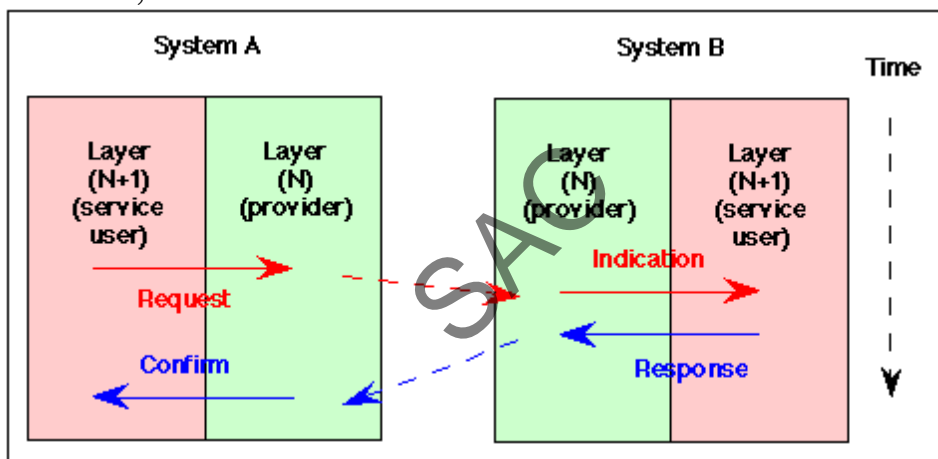 System A
System B
Time
Layer
(N+1)
(service
user)
Layer
(N)
(provider)
Layer
(N)
(provider)
Layer
(N+1)
(service
user)
Request
Indication
Confirm
Response
SAC